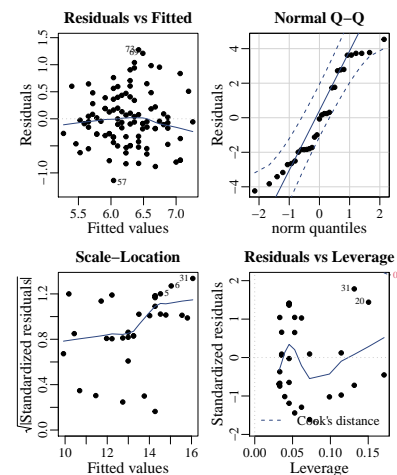 Residuals vs Fitted
Residuals
−1.0 0.0 0.5 1.0 1.5
57
5.5 6.0 6.5 7.0
Fitted values
Normal Q−Q
Residuals
−4 −2 0 2 4
−2 −1 0 1 2
norm quantiles
Scale−Location
√|Standardized residuals|
0.0 0.4 0.8 1.2
31
6
5
10 12 14 16
Fitted values
Residuals vs Leverage
Standardized residuals
−2 −1 0 1 2
31
20
Cook's distance
0.00 0.05 0.10 0.15
Leverage